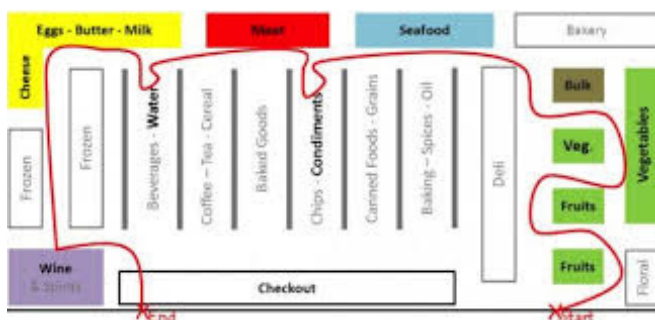 Eggs - Butter - Milk
Meat
Seafood
Bakery
Cheese
Frozen
Frozen
Beverages - Water
Coffee – Tea - Cereal
Baked Goods
Chips - Condiments
Canned Foods - Grains
Baking – Spices - Oil
Deli
Bulk
Veg.
Fruits
Fruits
Vegetables
Floral
Wine
& Spirits
Checkout
End
Start